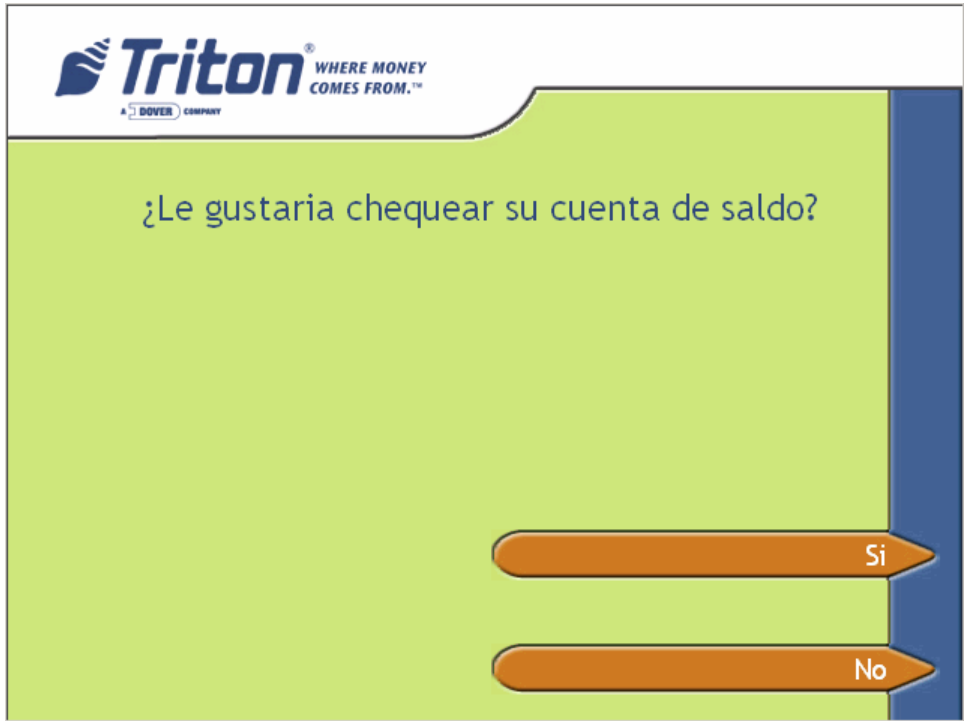 Triton® WHERE MONEY
COMES FROM.™
A DOVER COMPANY
¿Le gustaria chequear su cuenta de saldo?
Si
No